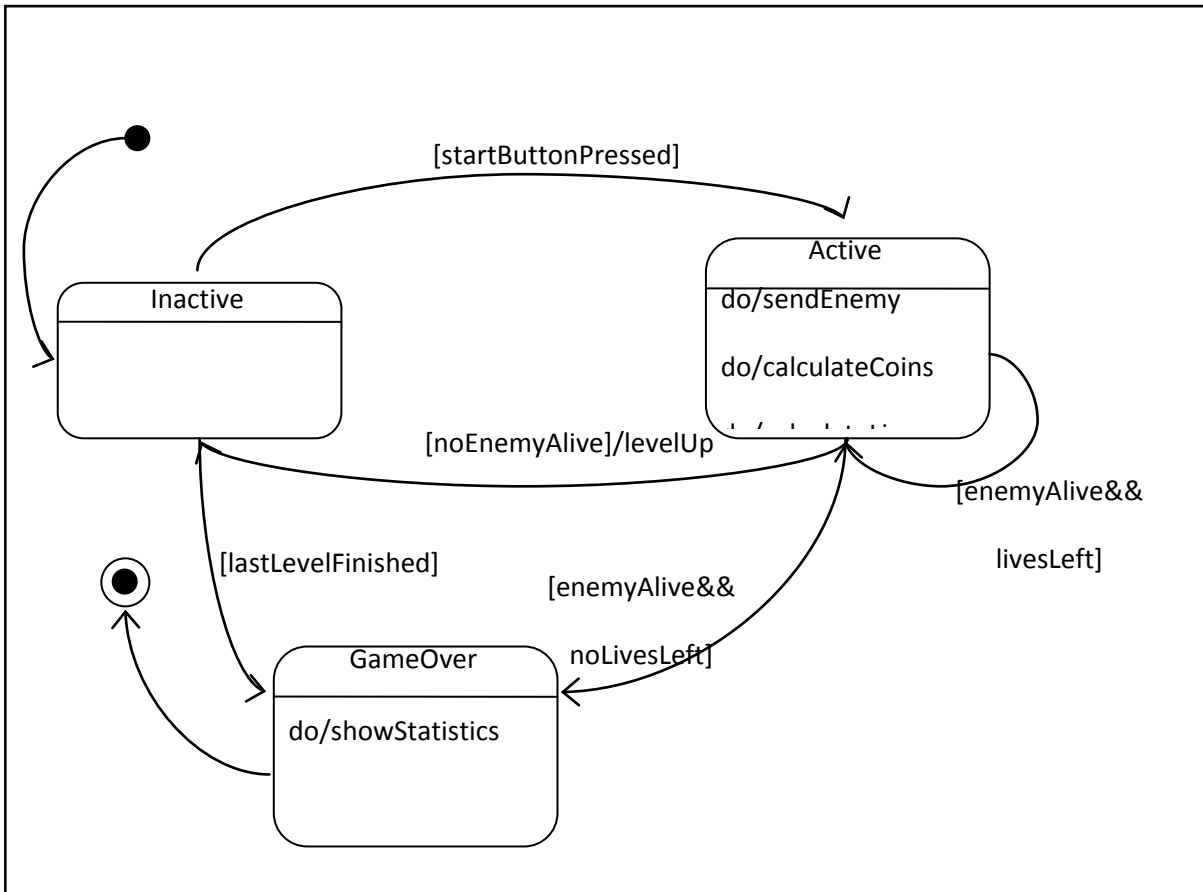 [startButtonPressed]
Active
do/sendEnemy
do/calculateCoins
Inactive
[noEnemyAlive]/levelUp
[enemyAlive&&
livesLeft]
[lastLevelFinished]
[enemyAlive&&
noLivesLeft]
GameOver
do/showStatistics